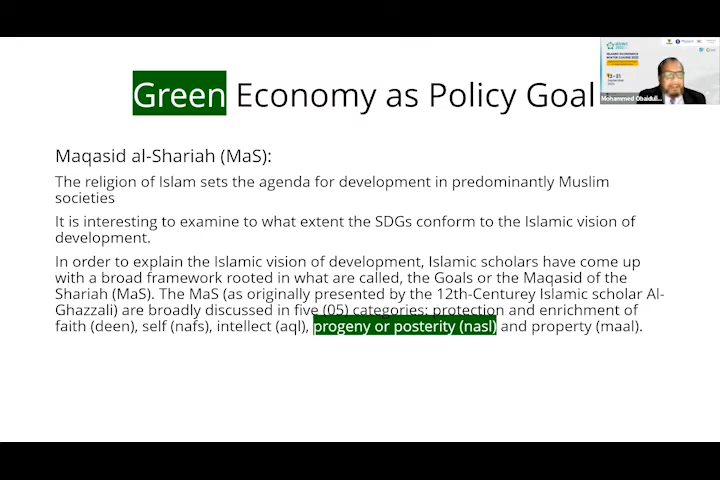 Green Economy as Policy Goal
Maqasid al-Shariah (MaS):
The religion of Islam sets the agenda for development in predominantly Muslim
societies
It is interesting to examine to what extent the SDGs conform to the Islamic vision of
development.
In order to explain the Islamic vision of development, Islamic scholars have come up
with a broad framework rooted in what are called, the Goals or the Maqasid of the
Shariah (MaS). The MaS (as originally presented by the 12th-Centurey Islamic scholar Al-
Ghazzali) are broadly discussed in five (05) categories: protection and enrichment of
faith (deen), self (nafs), intellect (aql), progeny or posterity (nasl) and property (maal).
Mohammed Obaidull...